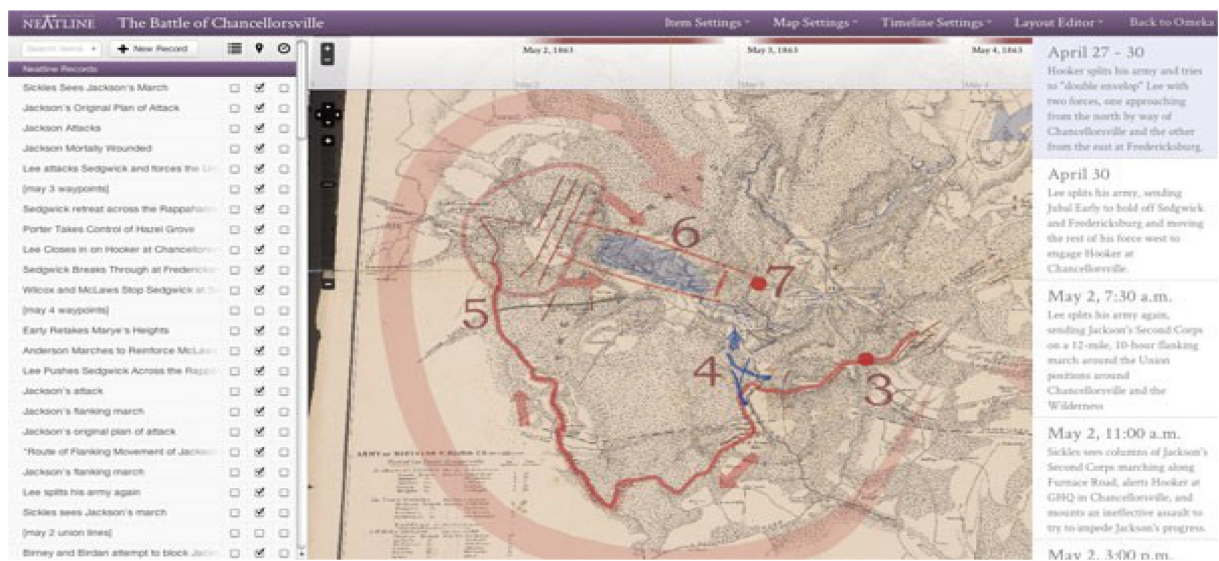 NEATLINE The Battle of Chancellorsville Item Settings Map Settings Timeline Settings Layout Editor Back to Omeka
+ New Record
Neatline Records
Sickles Sees Jackson's March
Jackson's Original Plan of Attack
Jackson Attacks
Jackson Mortally Wounded
Lee attacks Sedgwick and forces the
[may 3 waypoints]
Sedgwick retreat across the
Porter Takes Control of Hazel Grove
Lee Closes in on Hooker at
Sedgwick Breaks Through at
Wilcox and McLaws Stop Sedgwick at
[may 4 waypoints]
Early Retakes Marye's Heights
Anderson Marches to Reinforce
Lee Pushes Sedgwick Across the
Jackson's attack
Jackson's flanking march
Jackson's original plan of attack
"Route of Flanking Movement of
Jackson's flanking march
Lee splits his army again
Sickles sees Jackson's march
[may 2 union lines]
Birney and Birdan attempt to block
May 2, 1863 May 3, 1863 May 4, 1863
May 2 May 3 May 4
6
7
5
4
3
April 27 - 30
Hooker splits his army and tries
to "double envelop" Lee with
two forces, one approaching
from the north by way of
Chancellorsville and the other
from the east at Fredericksburg.
April 30
Lee splits his army, sending
Jubal Early to hold off Sedgwick
and Fredericksburg and moving
the rest of his force west to
engage Hooker at
Chancellorsville.
May 2, 7:30 a.m.
Lee splits his army again,
sending Jackson's Second Corps
on a 12-mile, 10-hour flanking
march around the Union
positions around
Chancellorsville and the
Wilderness
May 2, 11:00 a.m.
Sickles sees columns of Jackson's
Second Corps marching along
Furnace Road, alerts Hooker at
GHQ in Chancellorsville, and
mounts an ineffective assault to
try to impede Jackson's progress.
May 2, 3:00 p.m.